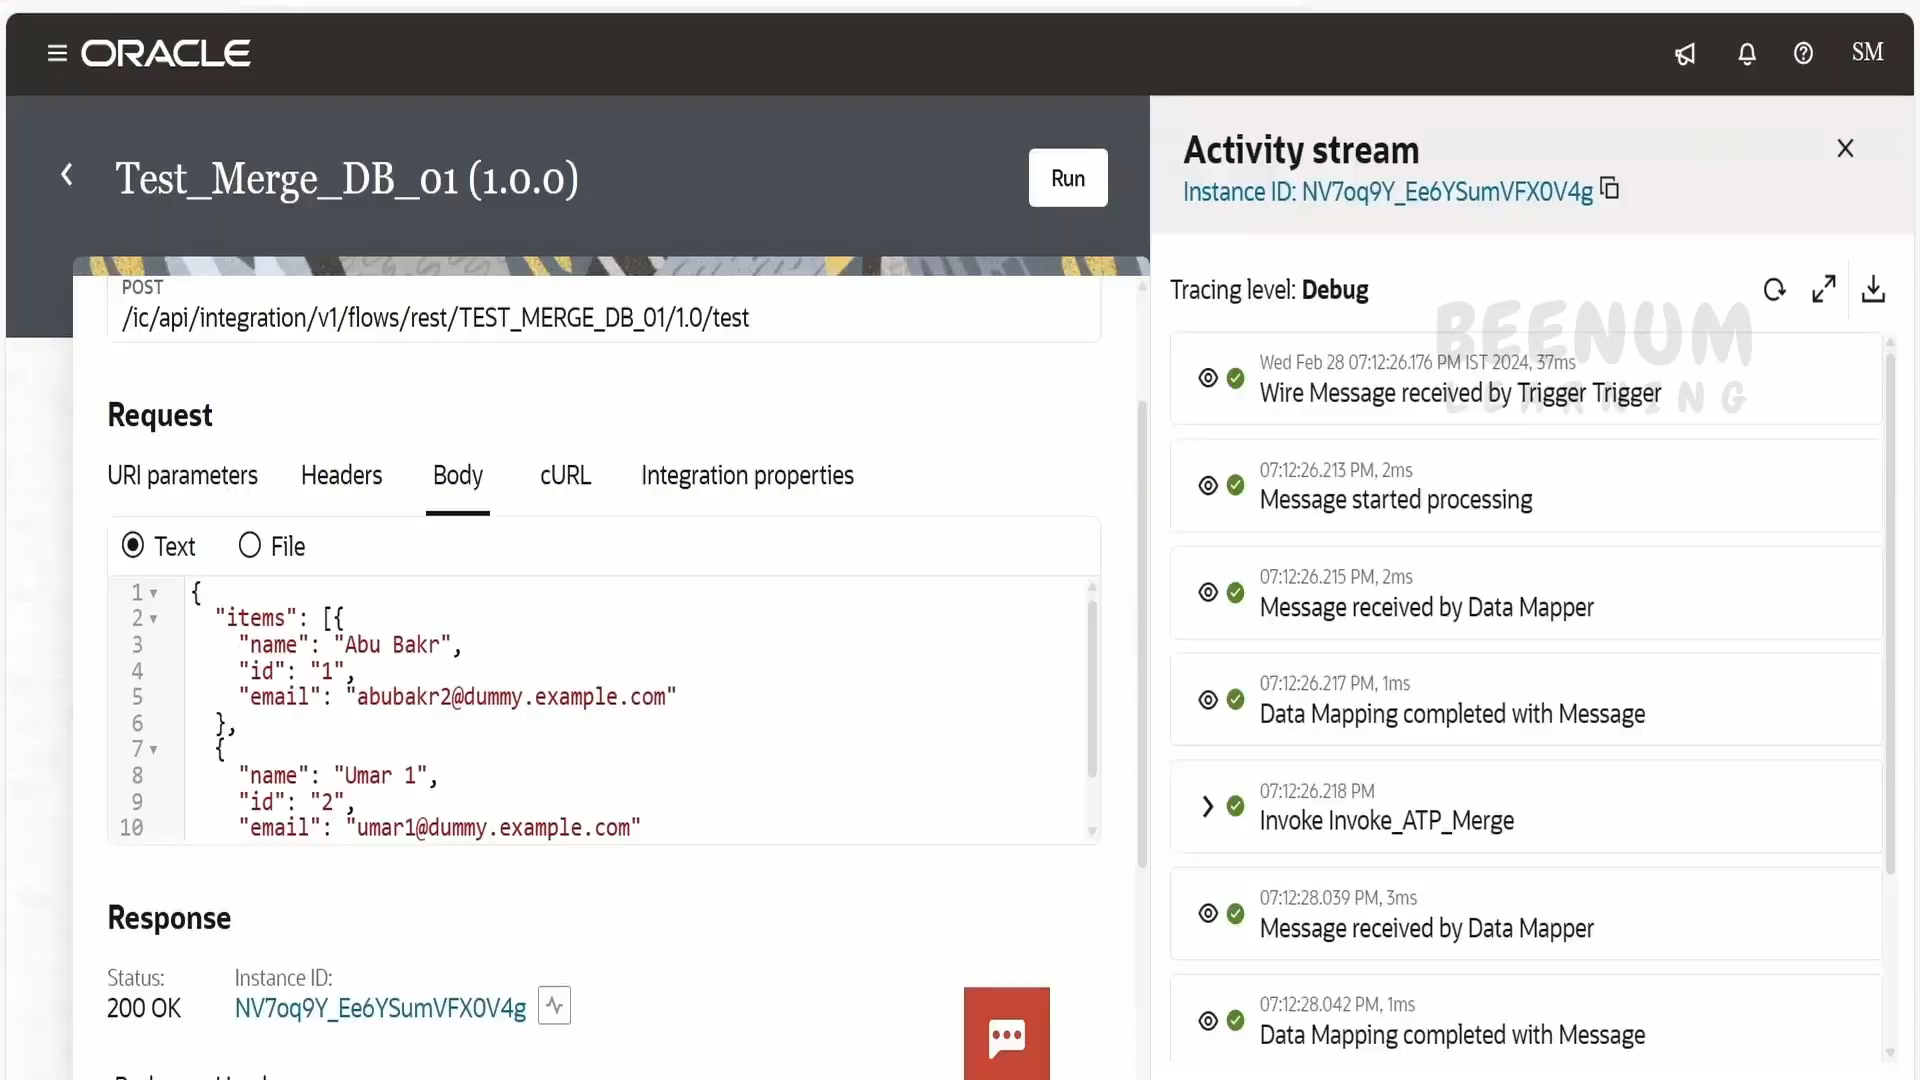 ORACLE
SM
Test_Merge_DB_01 (1.0.0)
Run
POST
/ic/api/integration/v1/flows/rest/TEST_MERGE_DB_01/1.0/test
Request
URI parameters Headers Body cURL Integration properties
Text File
1 {
2 "items": [{
3 "name": "Abu Bakr",
4 "id": "1",
5 "email": "abubakr2@dummy.example.com"
6 },
7 {
8 "name": "Umar 1",
9 "id": "2",
10 "email": "umar1@dummy.example.com"
Response
Status: Instance ID:
200 OK NV7oq9Y_Ee6YSumVFX0V4g
Activity stream
Instance ID: NV7oq9Y_Ee6YSumVFX0V4g
Tracing level: Debug
BEENUM
LEARNING
Wed Feb 28 07:12:26.176 PM IST 2024, 37ms
Wire Message received by Trigger Trigger
07:12:26.213 PM, 2ms
Message started processing
07:12:26.215 PM, 2ms
Message received by Data Mapper
07:12:26.217 PM, 1ms
Data Mapping completed with Message
07:12:26.218 PM
Invoke Invoke_ATP_Merge
07:12:28.039 PM, 3ms
Message received by Data Mapper
07:12:28.042 PM, 1ms
Data Mapping completed with Message